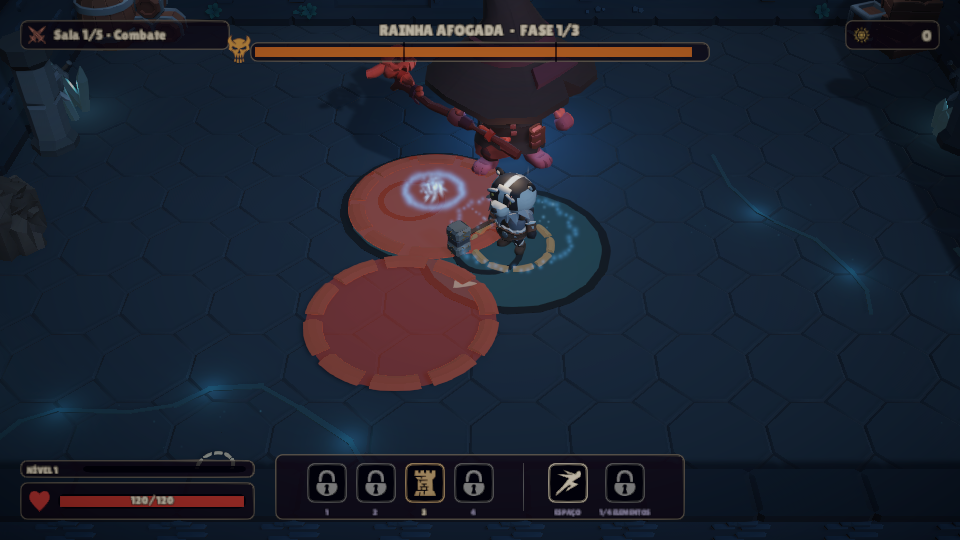 Sala 1/5 - Combate
RAINHA AFOGADA - FASE 1/3
0
NÍVEL 1
120/120
1
2
3
4
ESPAÇO
1/4 ELEMENTOS